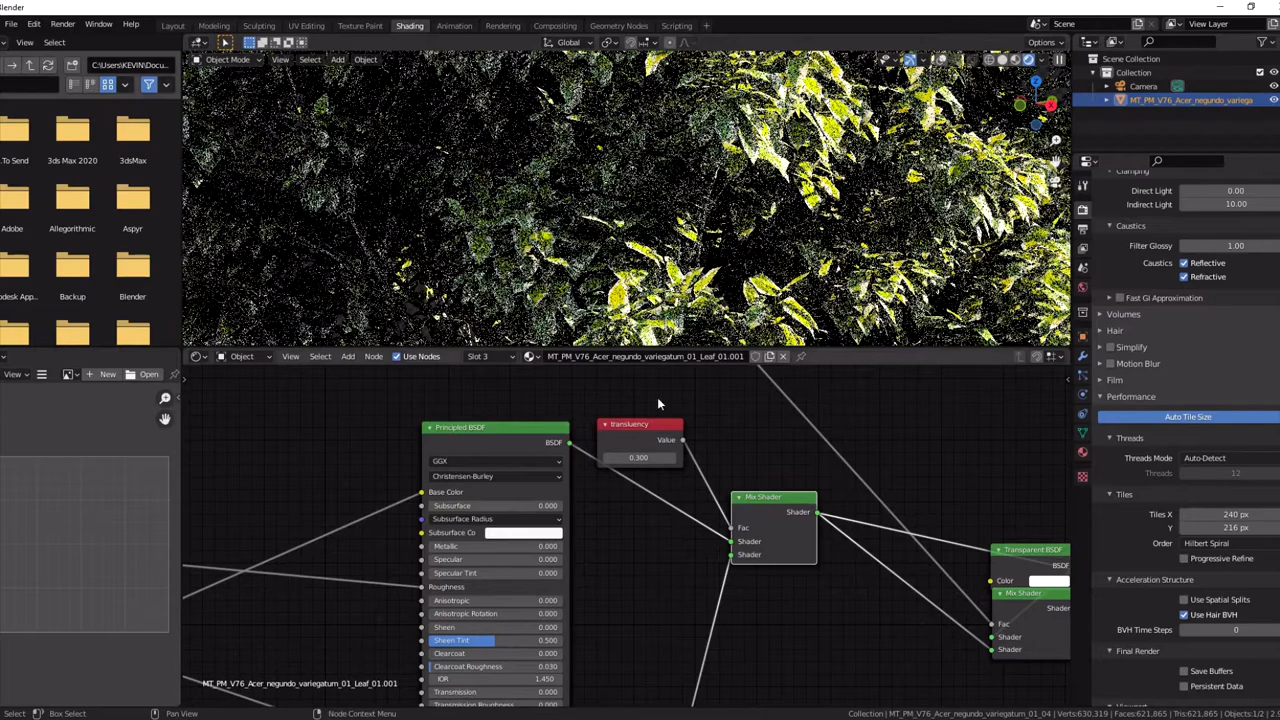 Blender
File Edit Render Window Help Layout Modeling Sculpting UV Editing Texture Paint Shading Animation Rendering Compositing Geometry Nodes Scripting Scene View Layer
View Select Global Options
C:\Users\KEVIN\Docu... Object Mode View Select Add Object
.To Send 3ds Max 2020 3dsMax
Adobe Allegorithmic Aspyr
odesk App... Backup Blender
Scene Collection
Collection
Camera
MT_PM_V76_Acer_negundo_variega
Clamping
Direct Light 0.00
Indirect Light 10.00
Caustics
Filter Glossy 1.00
Caustics Reflective
Refractive
Fast GI Approximation
Volumes
Hair
Simplify
Motion Blur
Film
Performance
Auto Tile Size
Threads
Threads Mode Auto-Detect
Threads 12
Tiles
Tiles X 240 px
Y 216 px
Order Hilbert Spiral
Progressive Refine
Acceleration Structure
Use Spatial Splits
Use Hair BVH
BVH Time Steps 0
Final Render
Save Buffers
Persistent Data
Object View Select Add Node Use Nodes Slot 3 MT_PM_V76_Acer_negundo_variegatum_01_Leaf_01.001
View New Open
Principled BSDF
BSDF
GGX
Christensen-Burley
Base Color
Subsurface 0.000
Subsurface Radius
Subsurface Co
Metallic 0.000
Specular 0.000
Specular Tint 0.000
Roughness
Anisotropic 0.000
Anisotropic Rotation 0.000
Sheen 0.000
Sheen Tint 0.500
Clearcoat 0.000
Clearcoat Roughness 0.030
IOR 1.450
Transmission 0.000
Transmission Roughness 0.000
transluency
Value
0.300
Mix Shader
Shader
Fac
Shader
Shader
Transparent BSDF
BSDF
Color
Mix Shader
Shader
Fac
Shader
Shader
MT_PM_V76_Acer_negundo_variegatum_01_Leaf_01.001
Select Box Select Pan View Node Context Menu Collection | MT_PM_V76_Acer_negundo_variegatum_01_04 | Verts:630,319 | Faces:621,865 | Tris:621,865 | Objects:1/2 | 2.9